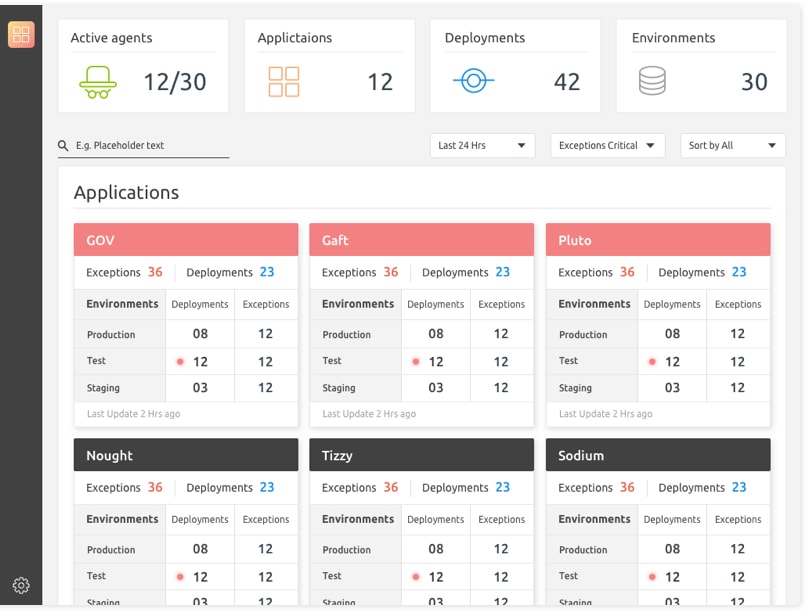 Active agents Applictaions Deployments Environments
12/30 12 42 30
E.g. Placeholder text Last 24 Hrs Exceptions Critical Sort by All
Applications
GOV Gaft Pluto
Exceptions 36 Deployments 23 Exceptions 36 Deployments 23 Exceptions 36 Deployments 23
Environments Deployments Exceptions Environments Deployments Exceptions Environments Deployments Exceptions
Production 08 12 Production 08 12 Production 08 12
Test 12 12 Test 12 12 Test 12 12
Staging 03 12 Staging 03 12 Staging 03 12
Last Update 2 Hrs ago Last Update 2 Hrs ago Last Update 2 Hrs ago
Nought Tizzy Sodium
Exceptions 36 Deployments 23 Exceptions 36 Deployments 23 Exceptions 36 Deployments 23
Environments Deployments Exceptions Environments Deployments Exceptions Environments Deployments Exceptions
Production 08 12 Production 08 12 Production 08 12
Test 12 12 Test 12 12 Test 12 12
Staging 03 12 Staging 03 12 Staging 03 12